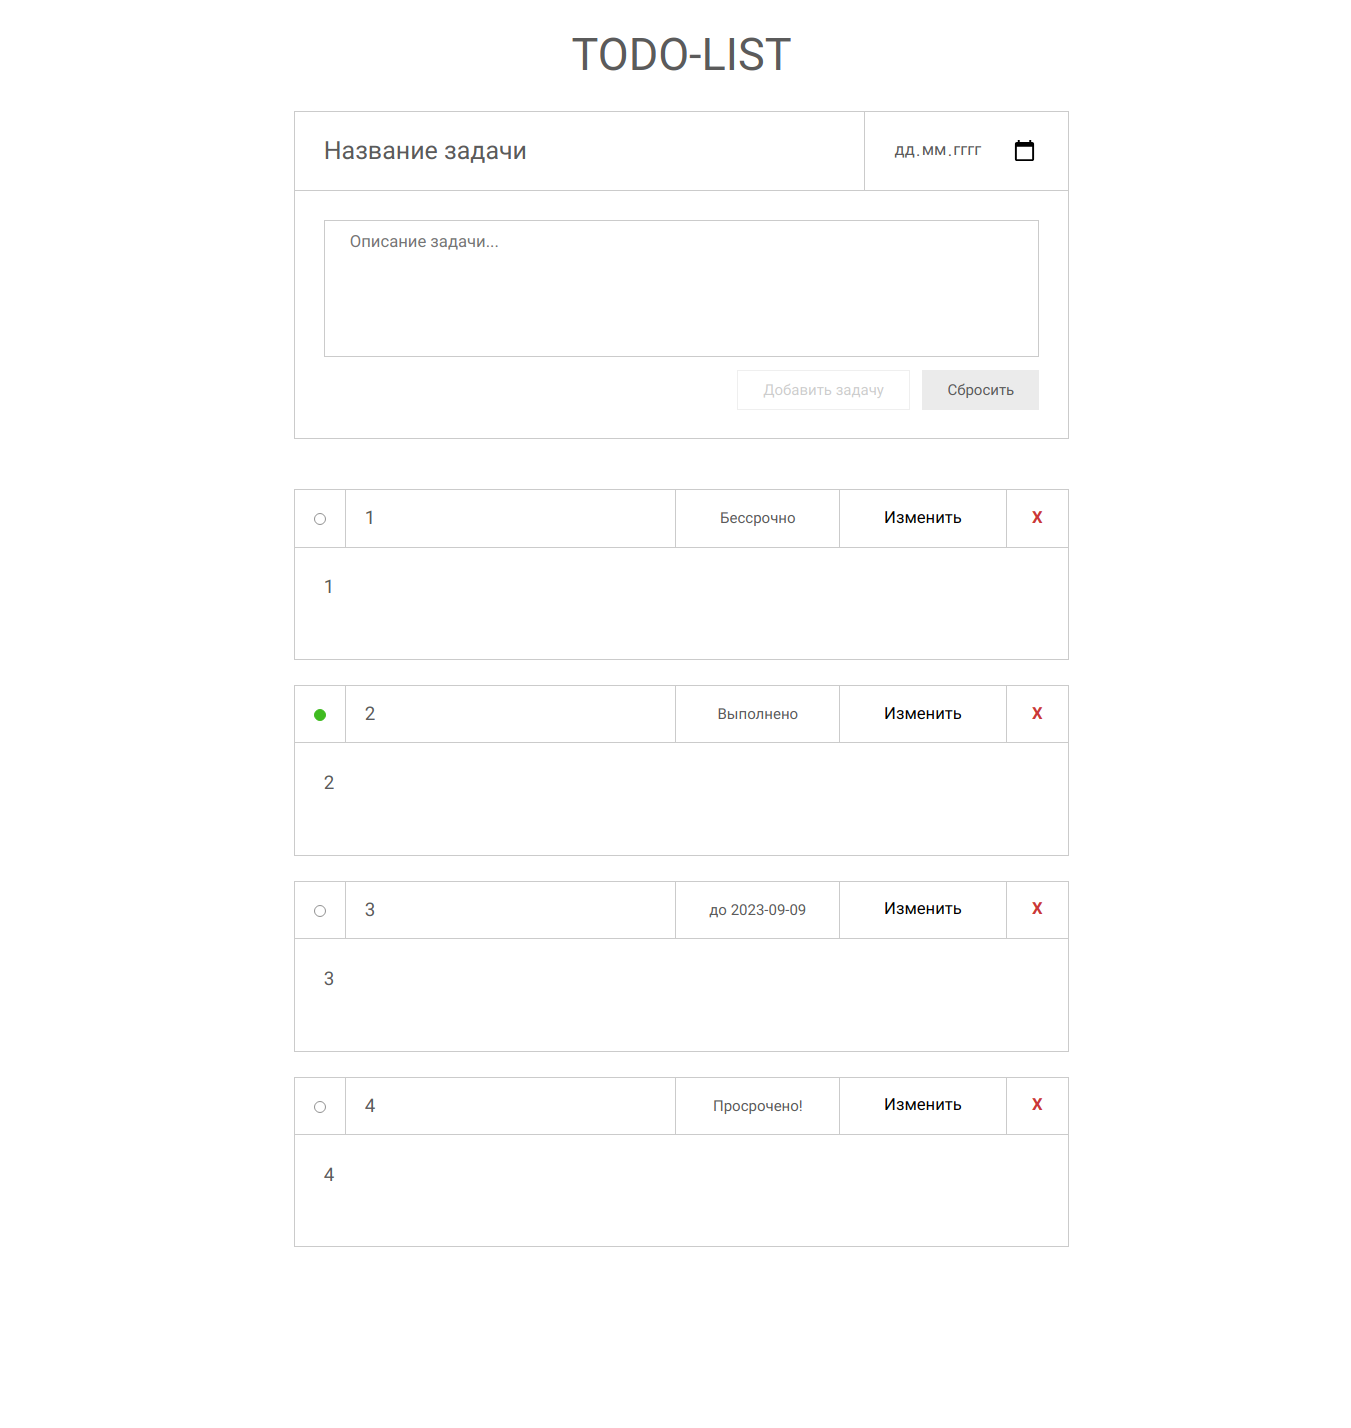 TODO-LIST
Название задачи дд.мм.гггг
Описание задачи...
Добавить задачу Сбросить
1 Бессрочно Изменить X
1
2 Выполнено Изменить X
2
3 до 2023-09-09 Изменить X
3
4 Просрочено! Изменить X
4